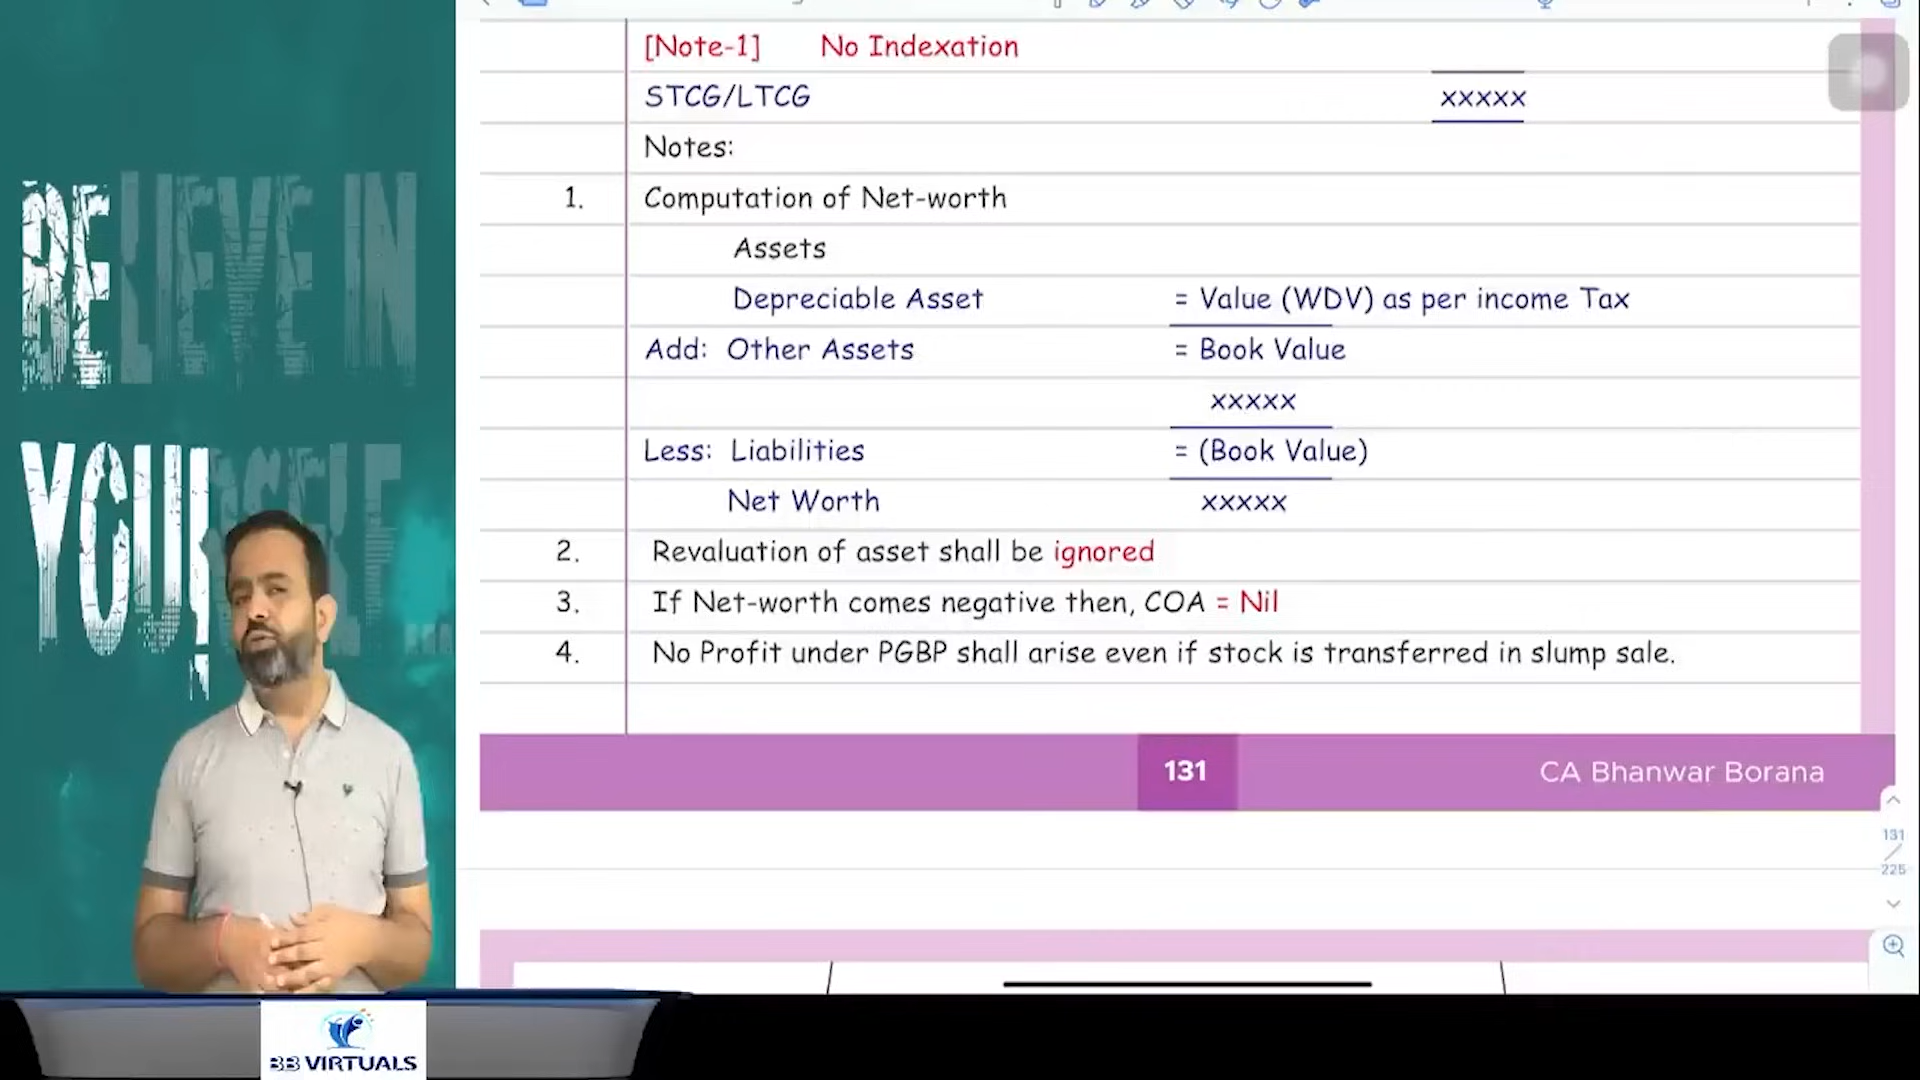 BELIEVE IN
YOURSELF...
[Note-1] No Indexation
STCG/LTCG xxxxx
Notes:
1. Computation of Net-worth
Assets
Depreciable Asset = Value (WDV) as per income Tax
Add: Other Assets = Book Value
xxxxx
Less: Liabilities = (Book Value)
Net Worth xxxxx
2. Revaluation of asset shall be ignored
3. If Net-worth comes negative then, COA = Nil
4. No Profit under PGBP shall arise even if stock is transferred in slump sale.
131 CA Bhanwar Borana
131
225
BB VIRTUALS